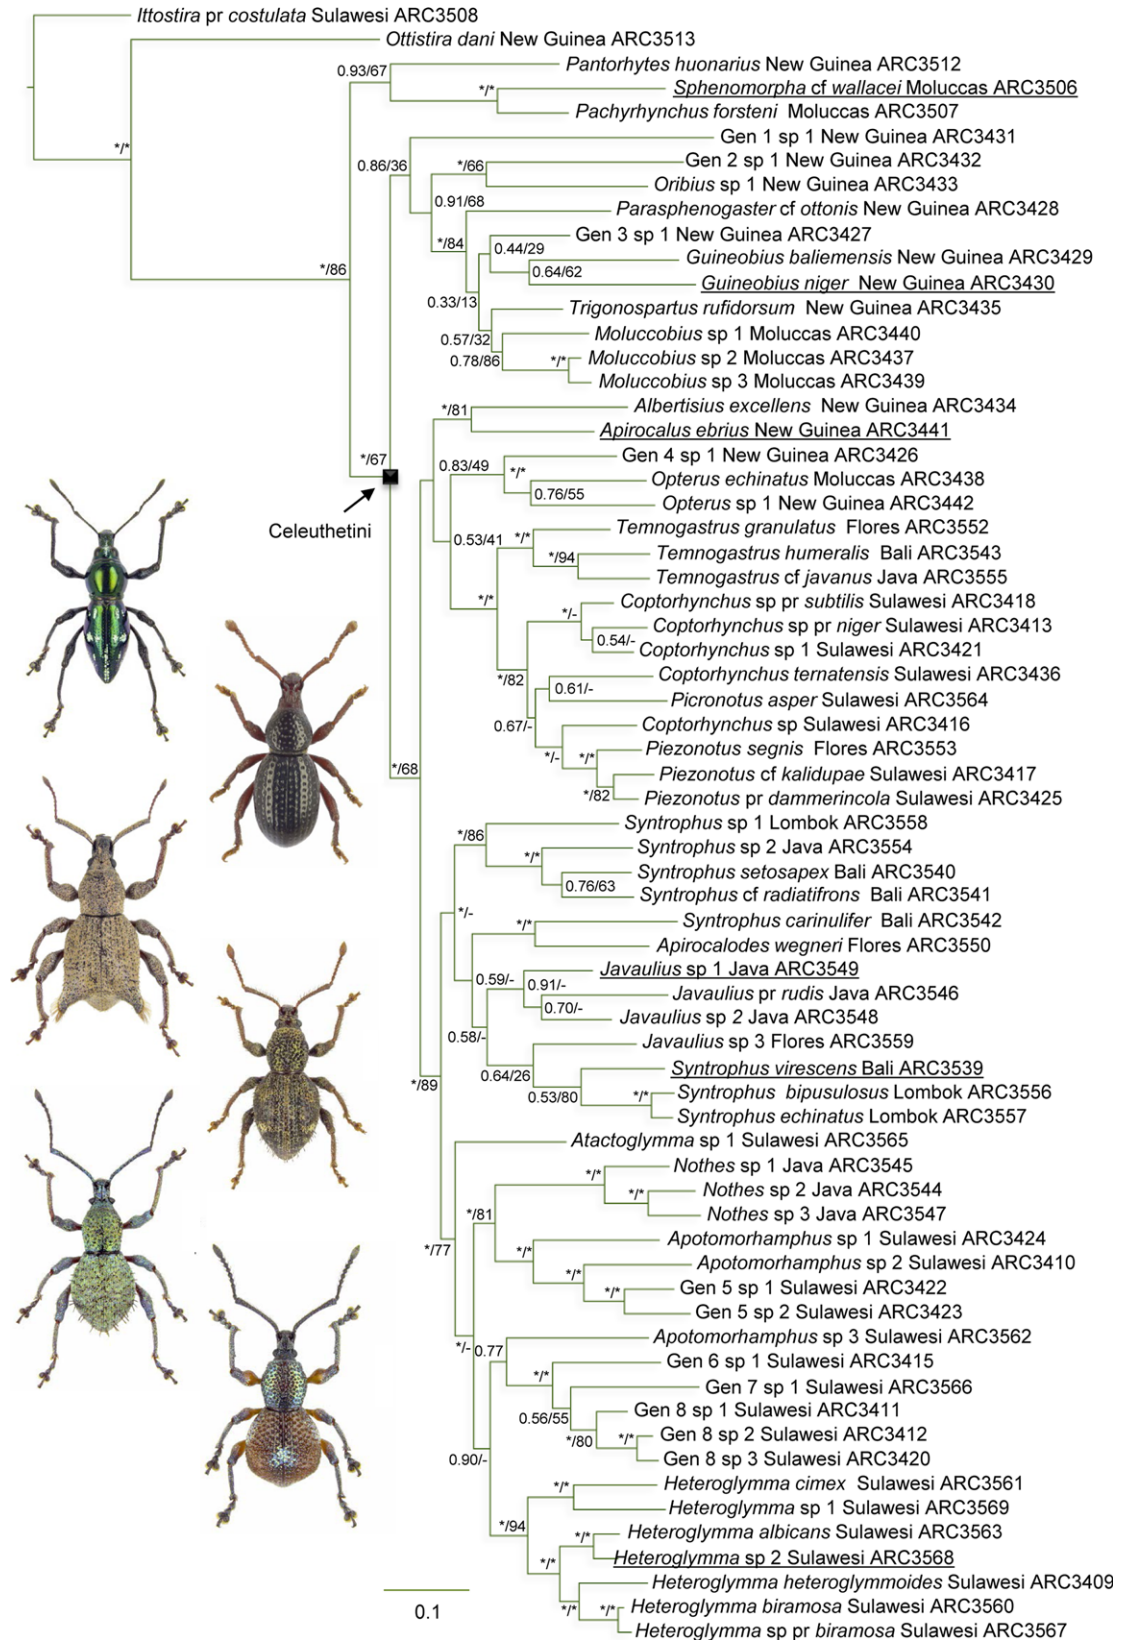 Ittostira pr costulata Sulawesi ARC3508
Ottistira dani New Guinea ARC3513
Pantorhytes huonarius New Guinea ARC3512
0.93/67
Sphenomorpha cf wallacei Moluccas ARC3506
*/*
Pachyrhynchus forsteni Moluccas ARC3507
Gen 1 sp 1 New Guinea ARC3431
*/*
0.86/36
Gen 2 sp 1 New Guinea ARC3432
*/66
Oribius sp 1 New Guinea ARC3433
0.91/68
Parasphenogaster cf ottonis New Guinea ARC3428
Gen 3 sp 1 New Guinea ARC3427
*/84
0.44/29
Guineobius baliemensis New Guinea ARC3429
*/86
0.64/62
Guineobius niger New Guinea ARC3430
0.33/13
Trigonospartus rufidorsum New Guinea ARC3435
Moluccobius sp 1 Moluccas ARC3440
0.57/32
Moluccobius sp 2 Moluccas ARC3437
0.78/86
*/*
Moluccobius sp 3 Moluccas ARC3439
Albertisius excellens New Guinea ARC3434
*/81
Apirocalus ebrius New Guinea ARC3441
*/67
Gen 4 sp 1 New Guinea ARC3426
0.83/49
*/*
Opterus echinatus Moluccas ARC3438
0.76/55
Opterus sp 1 New Guinea ARC3442
Celeuthetini
Temnogastrus granulatus Flores ARC3552
0.53/41
*/*
Temnogastrus humeralis Bali ARC3543
*/94
Temnogastrus cf javanus Java ARC3555
*/*
Coptorhynchus sp pr subtilis Sulawesi ARC3418
*/-
Coptorhynchus sp pr niger Sulawesi ARC3413
0.54/-
Coptorhynchus sp 1 Sulawesi ARC3421
*/82
Coptorhynchus ternatensis Sulawesi ARC3436
0.61/-
Picronotus asper Sulawesi ARC3564
0.67/-
Coptorhynchus sp Sulawesi ARC3416
Piezonotus segnis Flores ARC3553
*/-
*/*
*/68
Piezonotus cf kalidupae Sulawesi ARC3417
*/82
Piezonotus pr dammerincola Sulawesi ARC3425
Syntrophus sp 1 Lombok ARC3558
*/86
Syntrophus sp 2 Java ARC3554
*/*
Syntrophus setosapex Bali ARC3540
0.76/63
Syntrophus cf radiatifrons Bali ARC3541
*/-
Syntrophus carinulifer Bali ARC3542
*/*
Apirocalodes wegneri Flores ARC3550
Javaulius sp 1 Java ARC3549
0.59/-
0.91/-
Javaulius pr rudis Java ARC3546
0.70/-
Javaulius sp 2 Java ARC3548
0.58/-
Javaulius sp 3 Flores ARC3559
Syntrophus virescens Bali ARC3539
*/89
0.64/26
Syntrophus bipusulosus Lombok ARC3556
0.53/80
*/*
Syntrophus echinatus Lombok ARC3557
Atactoglymma sp 1 Sulawesi ARC3565
Nothes sp 1 Java ARC3545
*/*
Nothes sp 2 Java ARC3544
*/*
Nothes sp 3 Java ARC3547
*/81
Apotomorhamphus sp 1 Sulawesi ARC3424
*/77
*/*
Apotomorhamphus sp 2 Sulawesi ARC3410
*/*
Gen 5 sp 1 Sulawesi ARC3422
*/*
Gen 5 sp 2 Sulawesi ARC3423
Apotomorhamphus sp 3 Sulawesi ARC3562
*/-
0.77
Gen 6 sp 1 Sulawesi ARC3415
*/*
Gen 7 sp 1 Sulawesi ARC3566
0.56/55
Gen 8 sp 1 Sulawesi ARC3411
Gen 8 sp 2 Sulawesi ARC3412
*/80
*/*
Gen 8 sp 3 Sulawesi ARC3420
0.90/-
Heteroglymma cimex Sulawesi ARC3561
*/*
Heteroglymma sp 1 Sulawesi ARC3569
*/94
Heteroglymma albicans Sulawesi ARC3563
*/*
Heteroglymma sp 2 Sulawesi ARC3568
*/*
Heteroglymma heteroglymmoides Sulawesi ARC3409
Heteroglymma biramosa Sulawesi ARC3560
*/*
*/*
Heteroglymma sp pr biramosa Sulawesi ARC3567
0.1